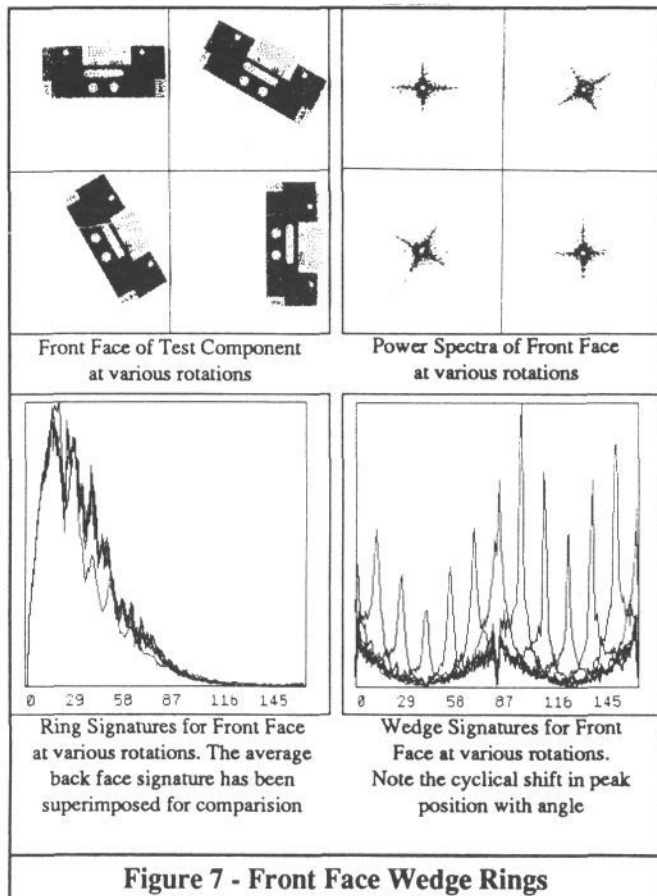 Front Face of Test Component
at various rotations
Power Spectra of Front Face
at various rotations
0 29 58 87 116 145
Ring Signatures for Front Face
at various rotations. The average
back face signature has been
superimposed for comparision
0 29 58 87 116 145
Wedge Signatures for Front
Face at various rotations.
Note the cyclical shift in peak
position with angle
Figure 7 - Front Face Wedge Rings